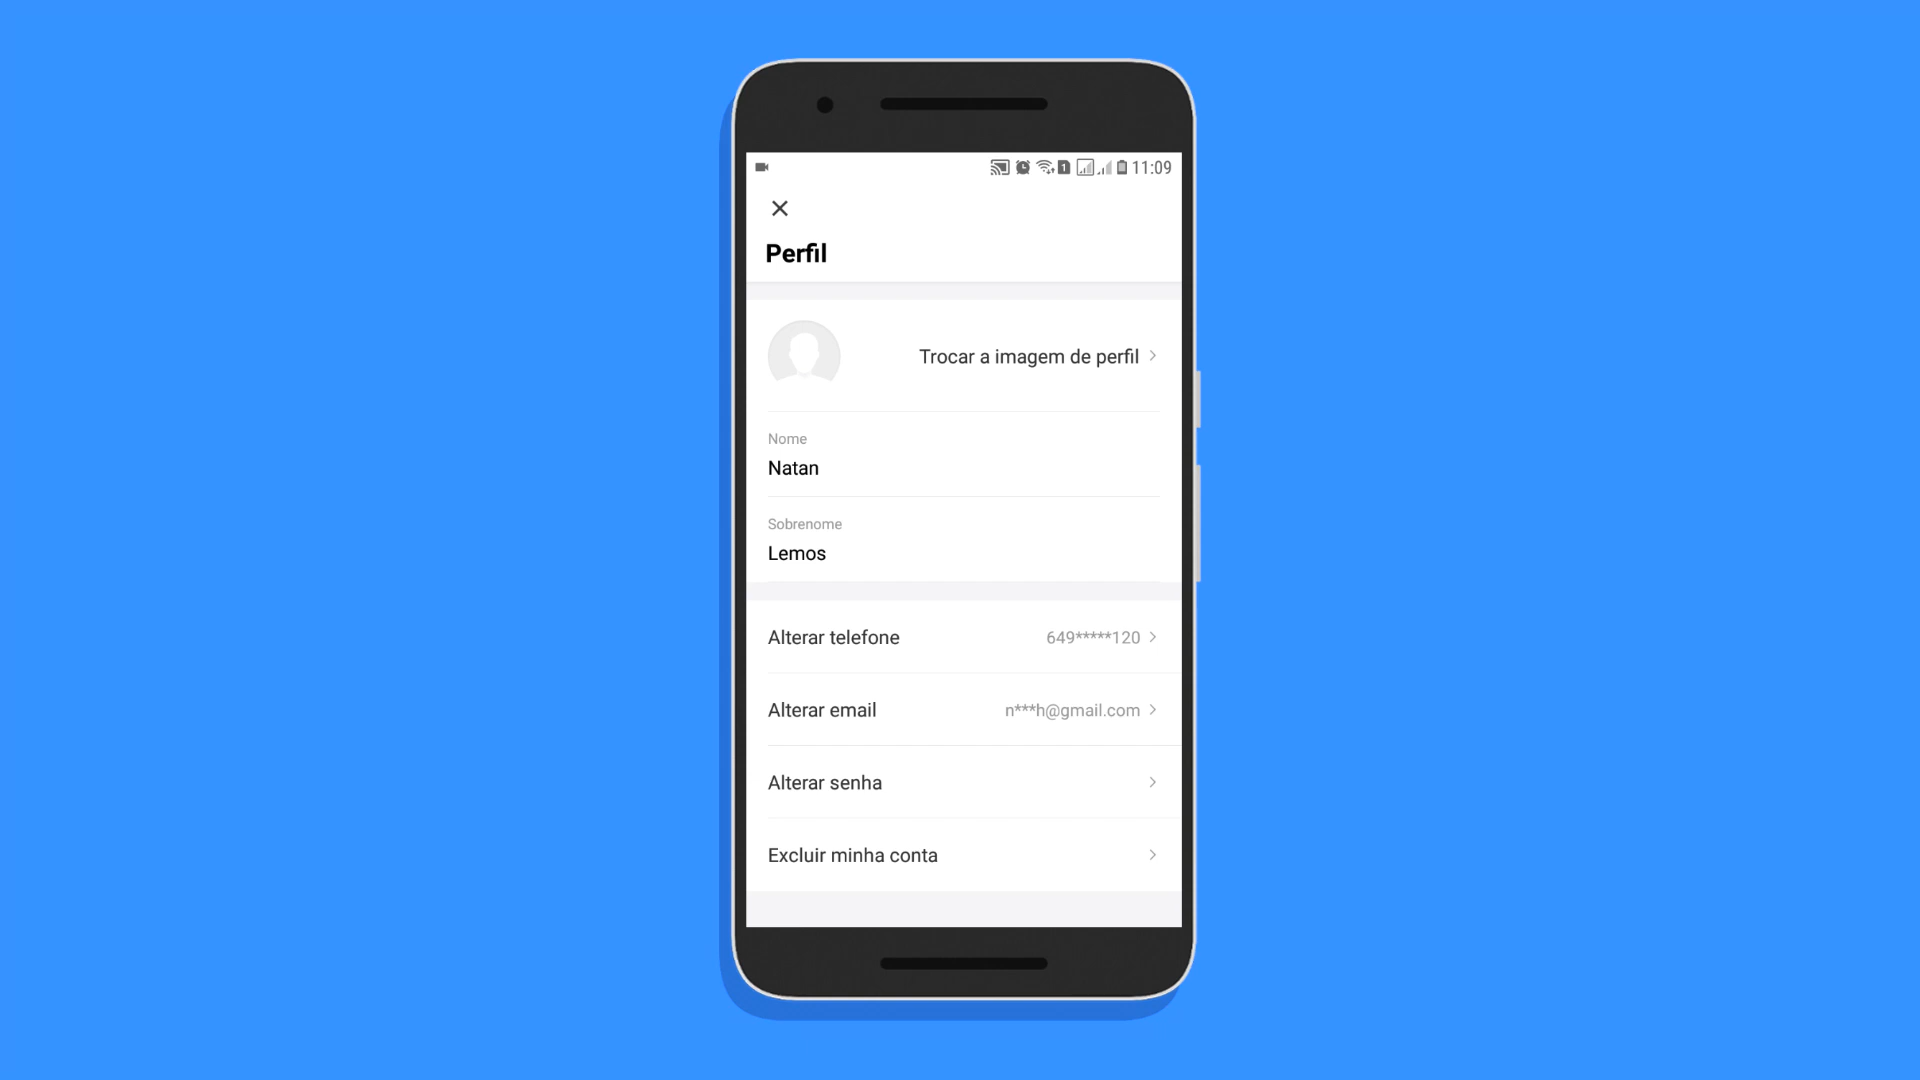 1 11:09
Perfil
Trocar a imagem de perfil
Nome
Natan
Sobrenome
Lemos
Alterar telefone 649*****120
Alterar email n***h@gmail.com
Alterar senha
Excluir minha conta